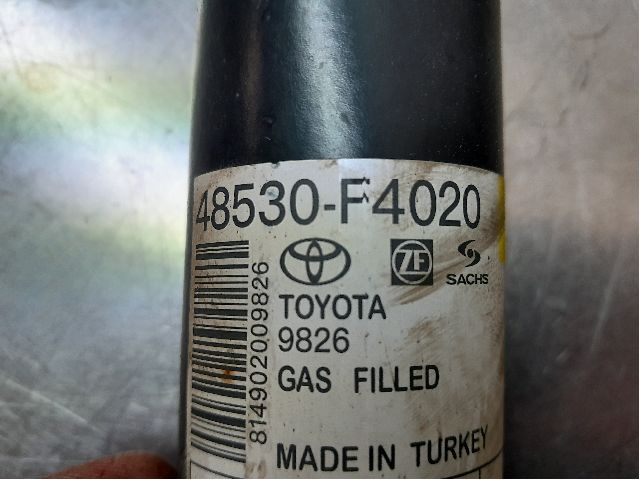 48530-F4020
ZF
SACHS
TOYOTA
9826
GAS FILLED
MADE IN TURKEY
8149020009826